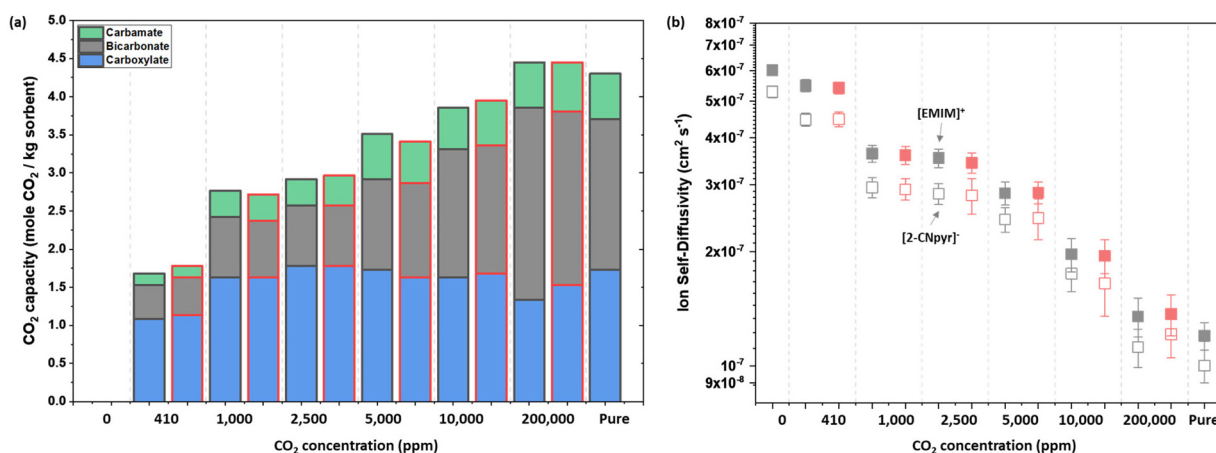 (a)
CO₂ capacity (mole CO₂ / kg sorbent)
5.0
4.5
4.0
3.5
3.0
2.5
2.0
1.5
1.0
0.5
0.0
Carbamate
Bicarbonate
Carboxylate
0 410 1,000 2,500 5,000 10,000 200,000 Pure
CO₂ concentration (ppm)
(b)
Ion Self-Diffusivity (cm² s⁻¹)
8x10⁻⁷
7x10⁻⁷
6x10⁻⁷
5x10⁻⁷
4x10⁻⁷
3x10⁻⁷
2x10⁻⁷
10⁻⁷
9x10⁻⁸
[EMIM]⁺
[2-CNpyr]⁻
0 410 1,000 2,500 5,000 10,000 200,000 Pure
CO₂ concentration (ppm)